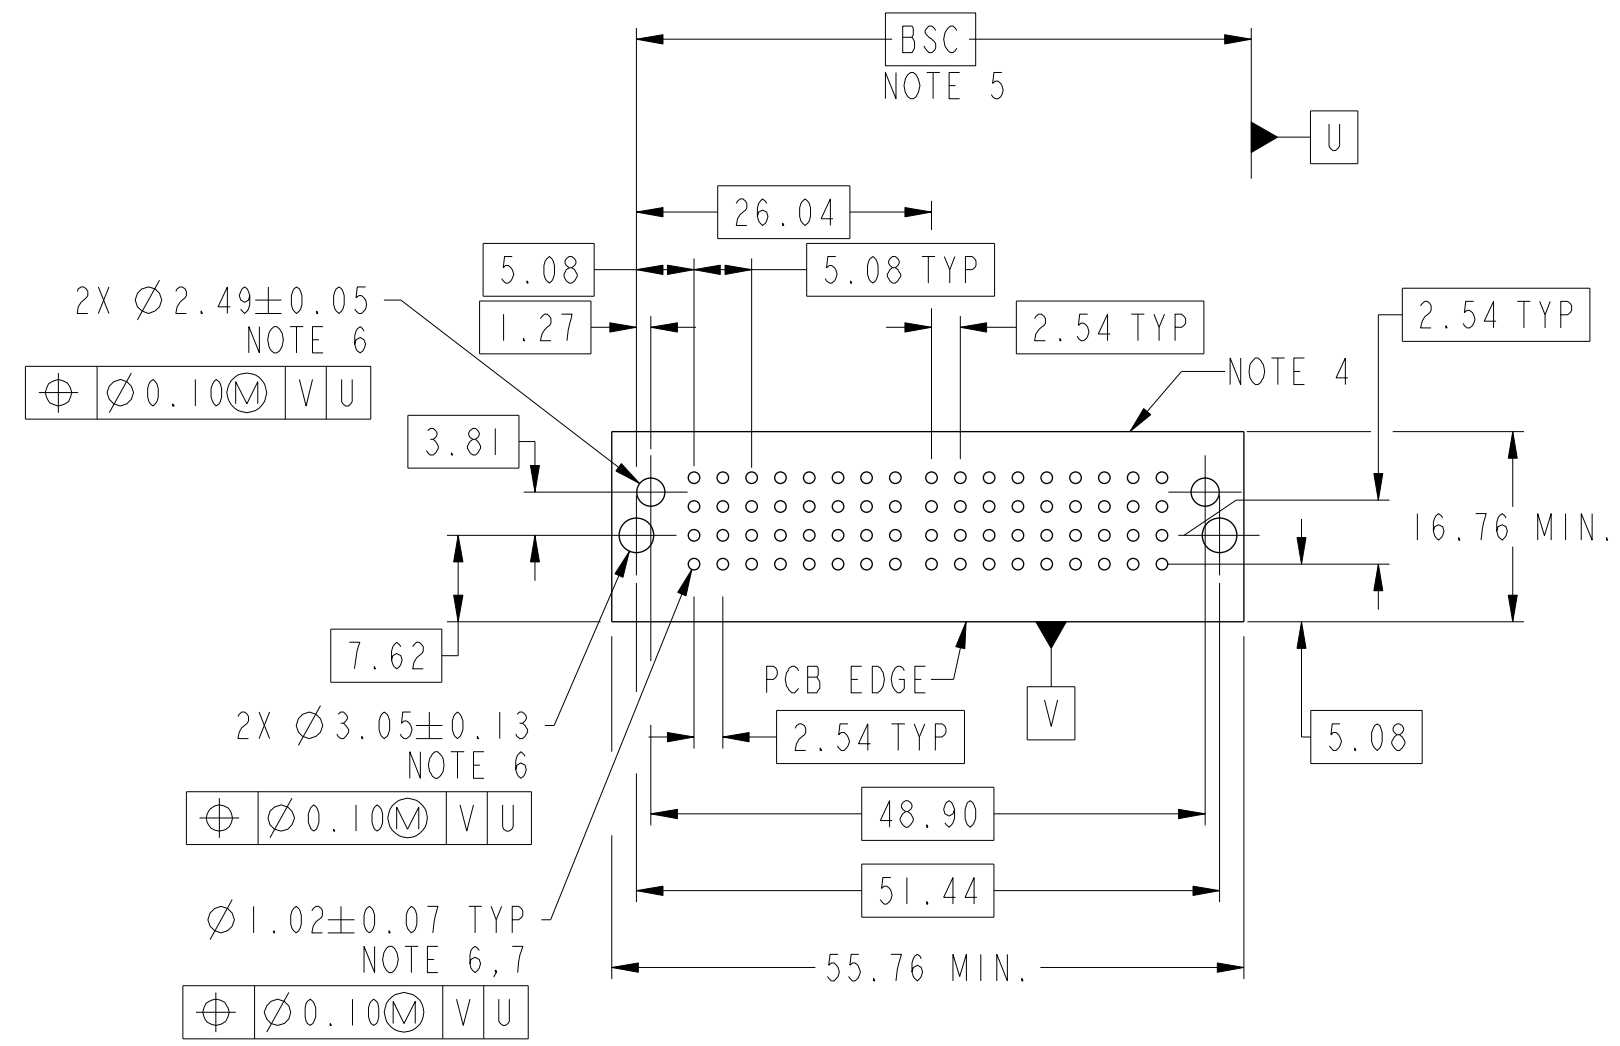 BSC
NOTE 5
U
26.04
5.08
5.08 TYP
2X ⌀2.49±0.05
NOTE 6
1.27
2.54 TYP
2.54 TYP
NOTE 4
⌖ ⌀0.10Ⓜ V U
3.81
16.76 MIN.
7.62
PCB EDGE
V
2X ⌀3.05±0.13
NOTE 6
2.54 TYP
5.08
⌖ ⌀0.10Ⓜ V U
48.90
51.44
⌀1.02±0.07 TYP
NOTE 6,7
55.76 MIN.
⌖ ⌀0.10Ⓜ V U